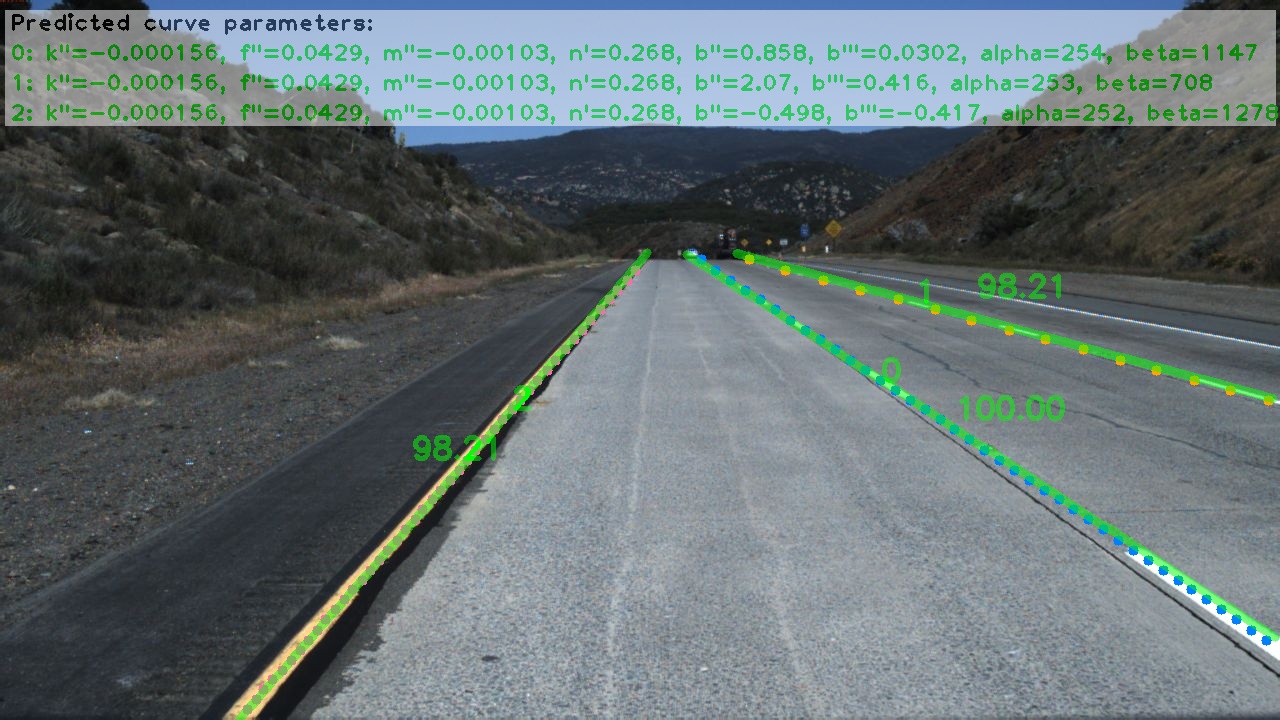 Predicted curve parameters:
0: k''=-0.000156, f''=0.0429, m''=-0.00103, n'=0.268, b''=0.858, b'''=0.0302, alpha=254, beta=1147
1: k''=-0.000156, f''=0.0429, m''=-0.00103, n'=0.268, b''=2.07, b'''=0.416, alpha=253, beta=708
2: k''=-0.000156, f''=0.0429, m''=-0.00103, n'=0.268, b''=-0.498, b'''=-0.417, alpha=252, beta=1278
1 98.21
0
100.00
2
98.21